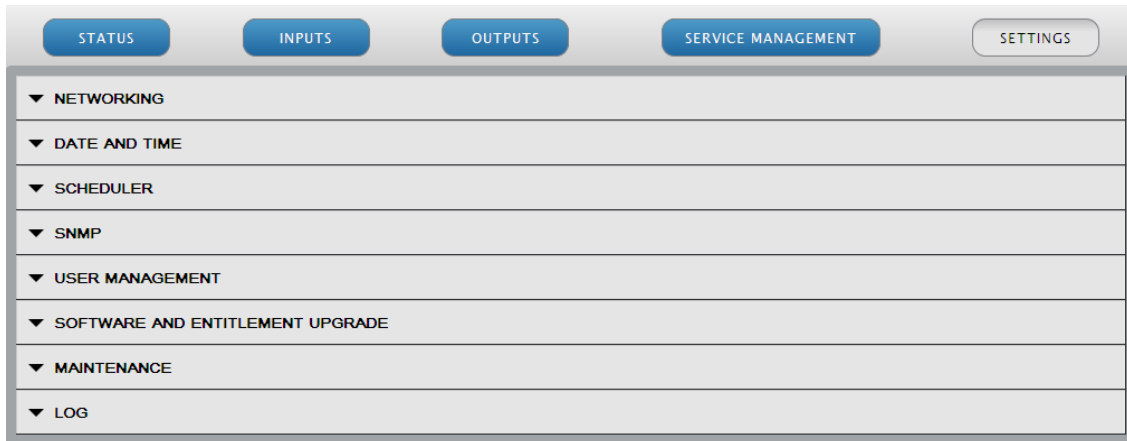 STATUS INPUTS OUTPUTS SERVICE MANAGEMENT SETTINGS
NETWORKING
DATE AND TIME
SCHEDULER
SNMP
USER MANAGEMENT
SOFTWARE AND ENTITLEMENT UPGRADE
MAINTENANCE
LOG